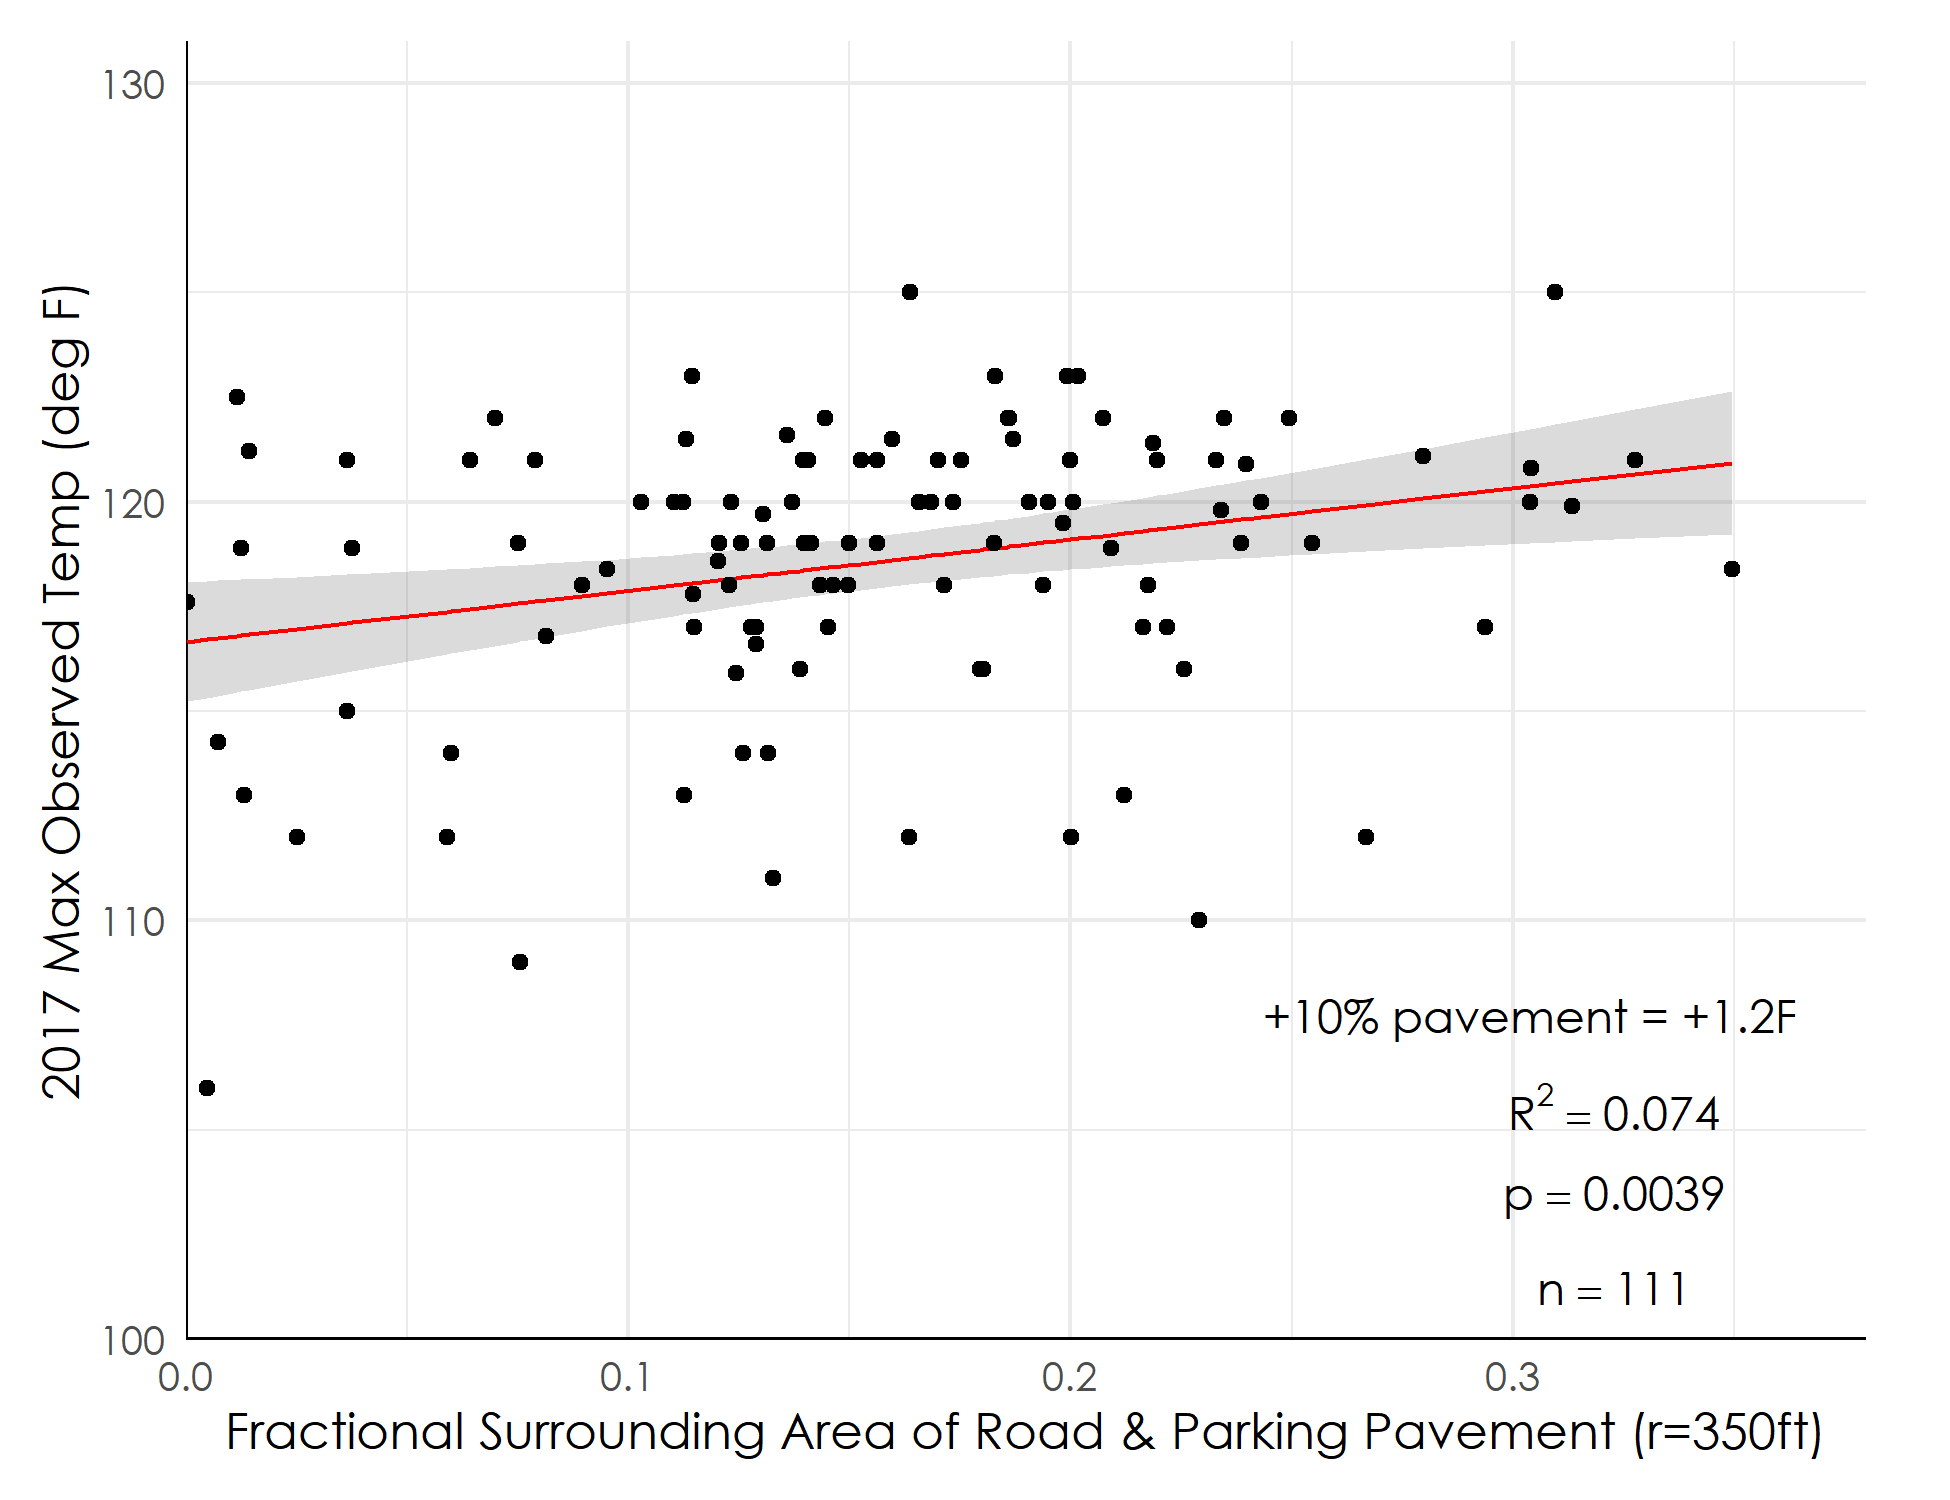 130
120
110
100
2017 Max Observed Temp (deg F)
+10% pavement = +1.2F
R² = 0.074
p = 0.0039
n = 111
0.0 0.1 0.2 0.3
Fractional Surrounding Area of Road & Parking Pavement (r=350ft)